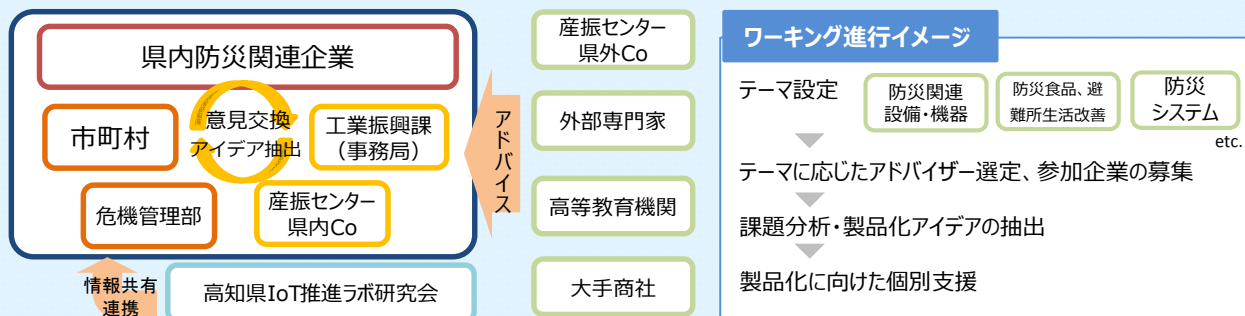 県内防災関連企業
市町村
意見交換
アイデア抽出
工業振興課
（事務局）
危機管理部
産振センター
県内Co
情報共有
連携
高知県IoT推進ラボ研究会
アドバイス
産振センター
県外Co
外部専門家
高等教育機関
大手商社
ワーキング進行イメージ
テーマ設定
防災関連
設備・機器
防災食品、避
難所生活改善
防災
システム
etc.
テーマに応じたアドバイザー選定、参加企業の募集
課題分析・製品化アイデアの抽出
製品化に向けた個別支援